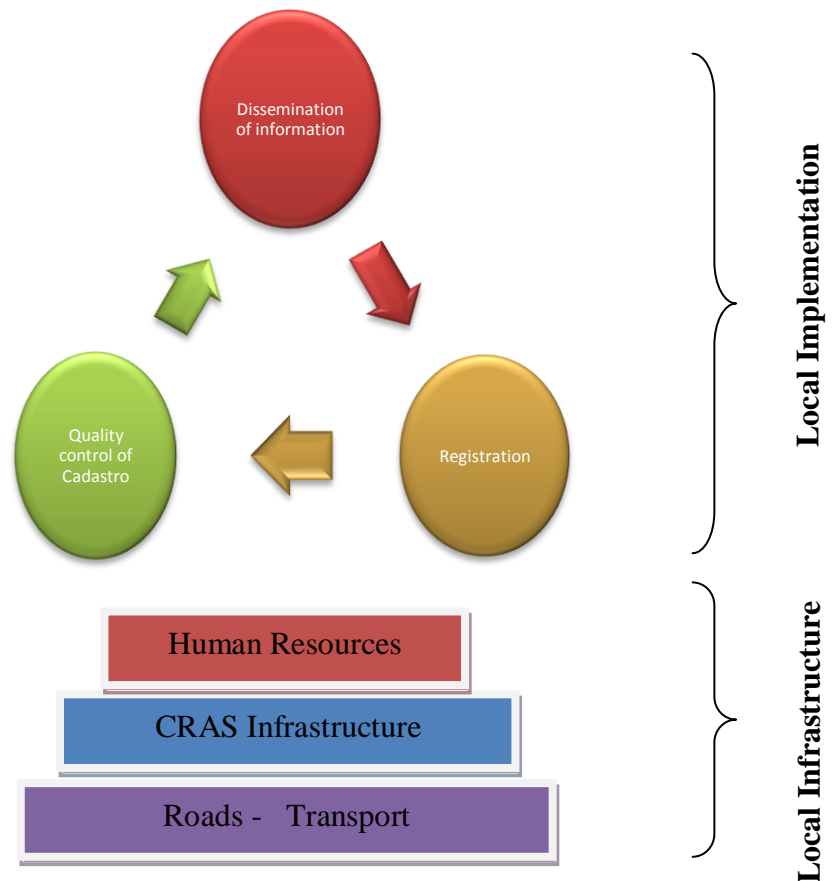 Dissemination
of information
Local Implementation
Quality
control of
Cadastro
Registration
Human Resources
CRAS Infrastructure
Roads - Transport
Local Infrastructure